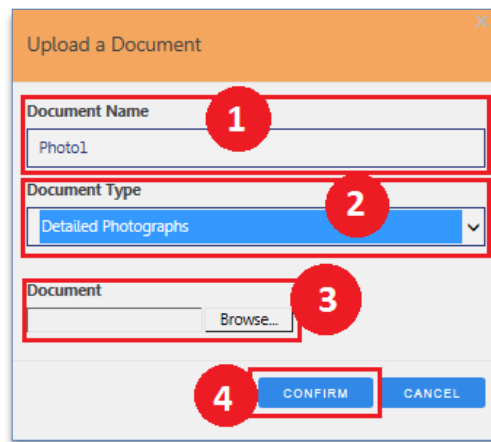 ×
Upload a Document
Document Name
1
Photo1
Document Type
2
Detailed Photographs
Document
3
Browse...
4
CONFIRM
CANCEL